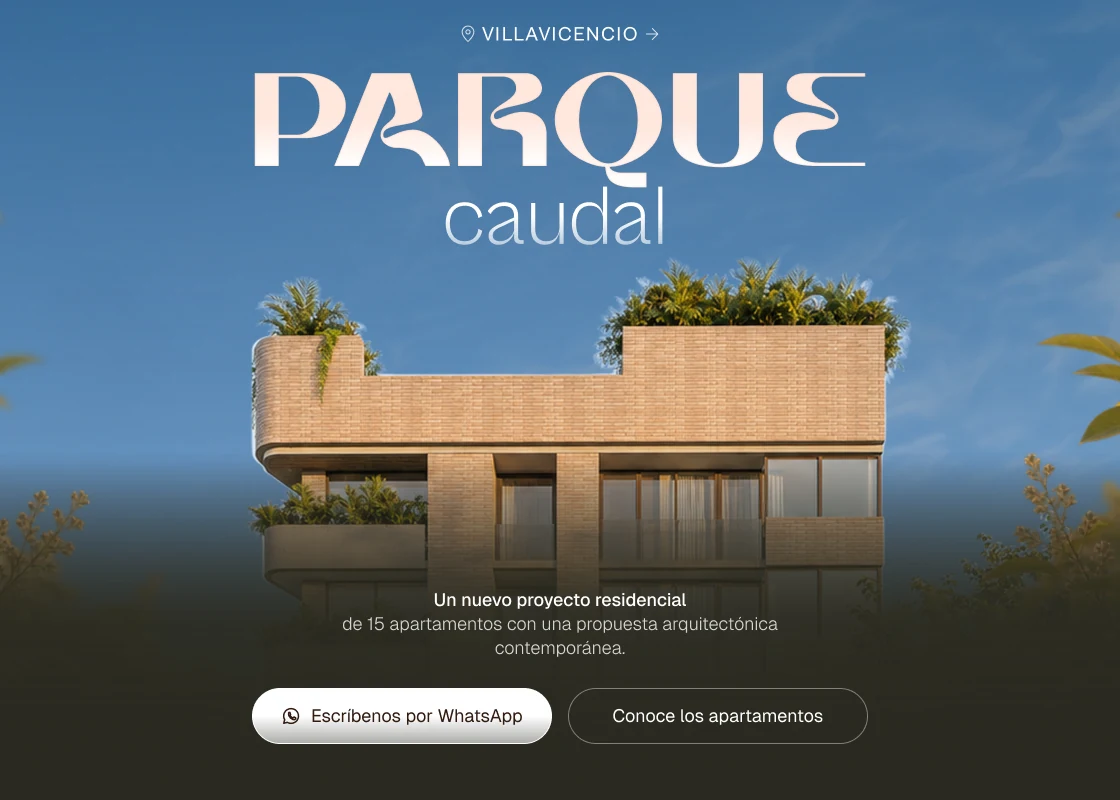 VILLAVICENCIO →
PARQUE
caudal
Un nuevo proyecto residencial
de 15 apartamentos con una propuesta arquitectónica
contemporánea.
Escríbenos por WhatsApp
Conoce los apartamentos